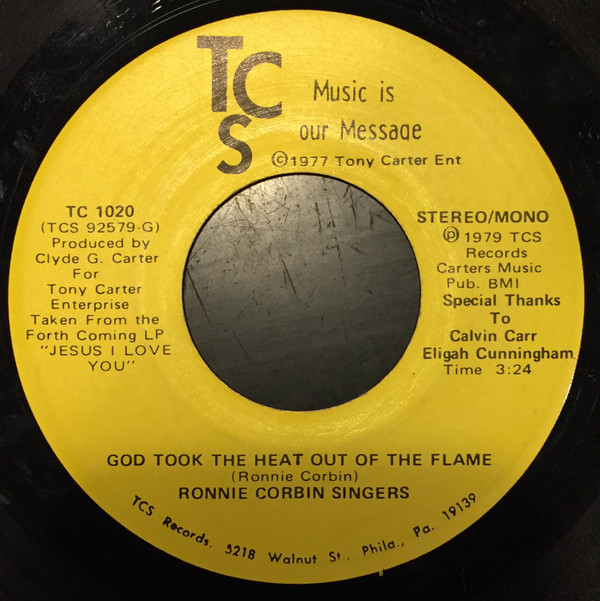 TCS
Music is
our Message
©1977 Tony Carter Ent.
TC 1020
(TCS 92579-G)
Produced by
Clyde G. Carter
For
Tony Carter
Enterprise
Taken From the
Forth Coming LP
"JESUS I LOVE
YOU"
STEREO/MONO
℗ 1979 TCS
Records
Carters Music
Pub. BMI
Special Thanks
To
Calvin Carr
Eligah Cunningham
Time 3:24
GOD TOOK THE HEAT OUT OF THE FLAME
(Ronnie Corbin)
RONNIE CORBIN SINGERS
TCS Records. 5218 Walnut St., Phila., Pa. 19139